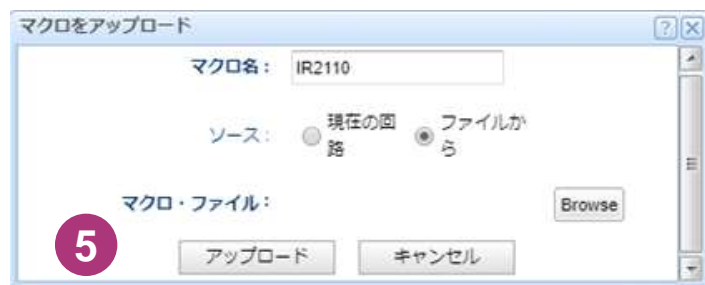 マクロをアップロード
マクロ名： IR2110
ソース： 現在の回路 ファイルから
マクロ・ファイル： Browse
5 アップロード キャンセル